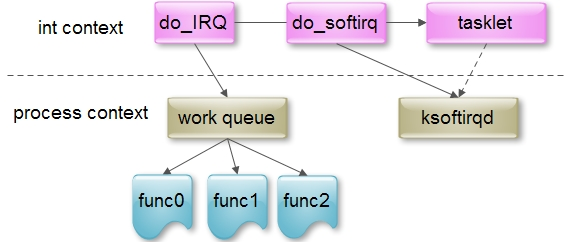 int context
do_IRQ
do_softirq
tasklet
process context
work queue
ksoftirqd
func0
func1
func2